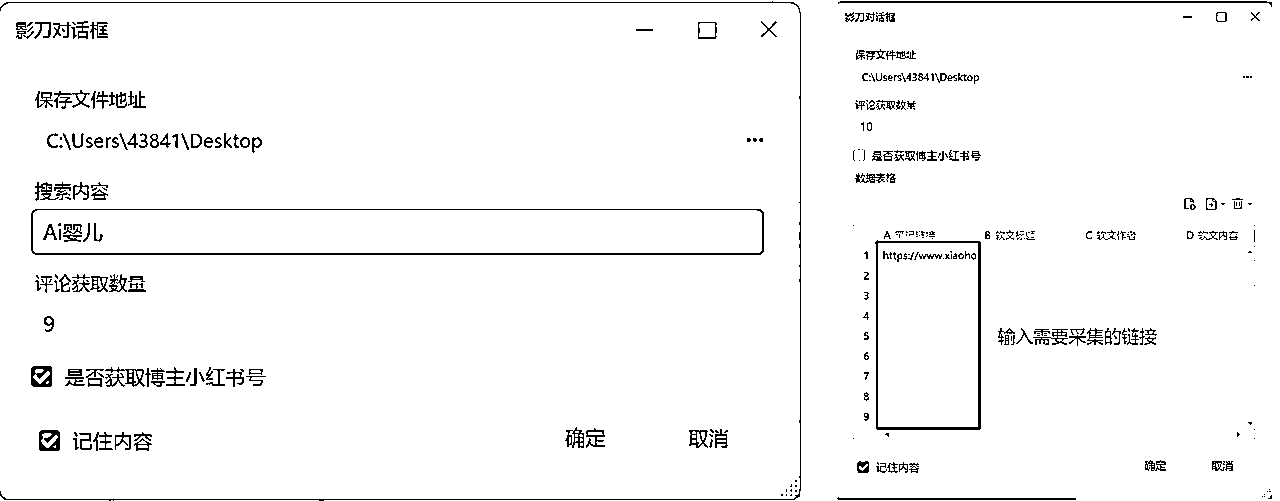 影刀对话框
保存文件地址
C:\Users\43841\Desktop
搜索内容
Ai婴儿
评论获取数量
9
是否获取博主小红书号
记住内容
确定
取消
影刀对话框
保存文件地址
C:\Users\43841\Desktop
评论获取数量
10
是否获取博主小红书号
数据表格
A 笔记链接 B 软文标题 C 软文作者 D 软文内容
1 https://www.xiaoho
2
3
4
5
6
7
8
9
输入需要采集的链接
记住内容
确定
取消